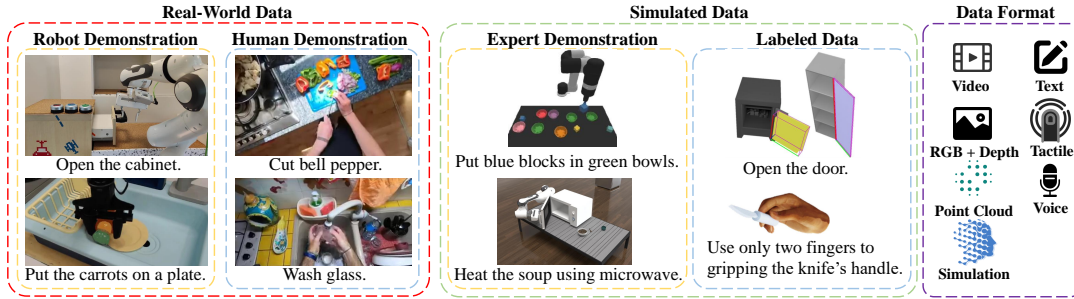 Real-World Data
Robot Demonstration
Human Demonstration
Open the cabinet.
Cut bell pepper.
Put the carrots on a plate.
Wash glass.
Simulated Data
Expert Demonstration
Labeled Data
Put blue blocks in green bowls.
Open the door.
Heat the soup using microwave.
Use only two fingers to
gripping the knife's handle.
Data Format
Video
Text
RGB + Depth
Tactile
Point Cloud
Voice
Simulation